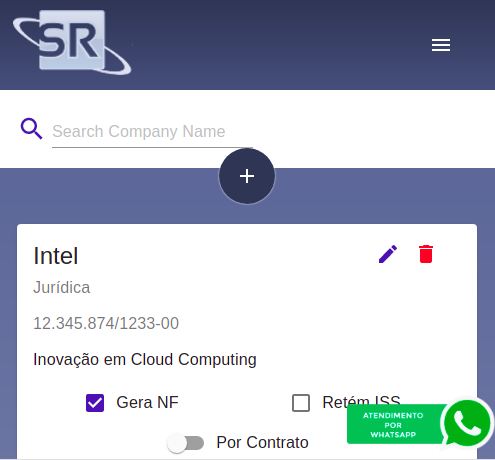 SR
Search Company Name
Intel
Jurídica
12.345.874/1233-00
Inovação em Cloud Computing
Gera NF
Retém ISS
Por Contrato
ATENDIMENTO
POR
WHATSAPP